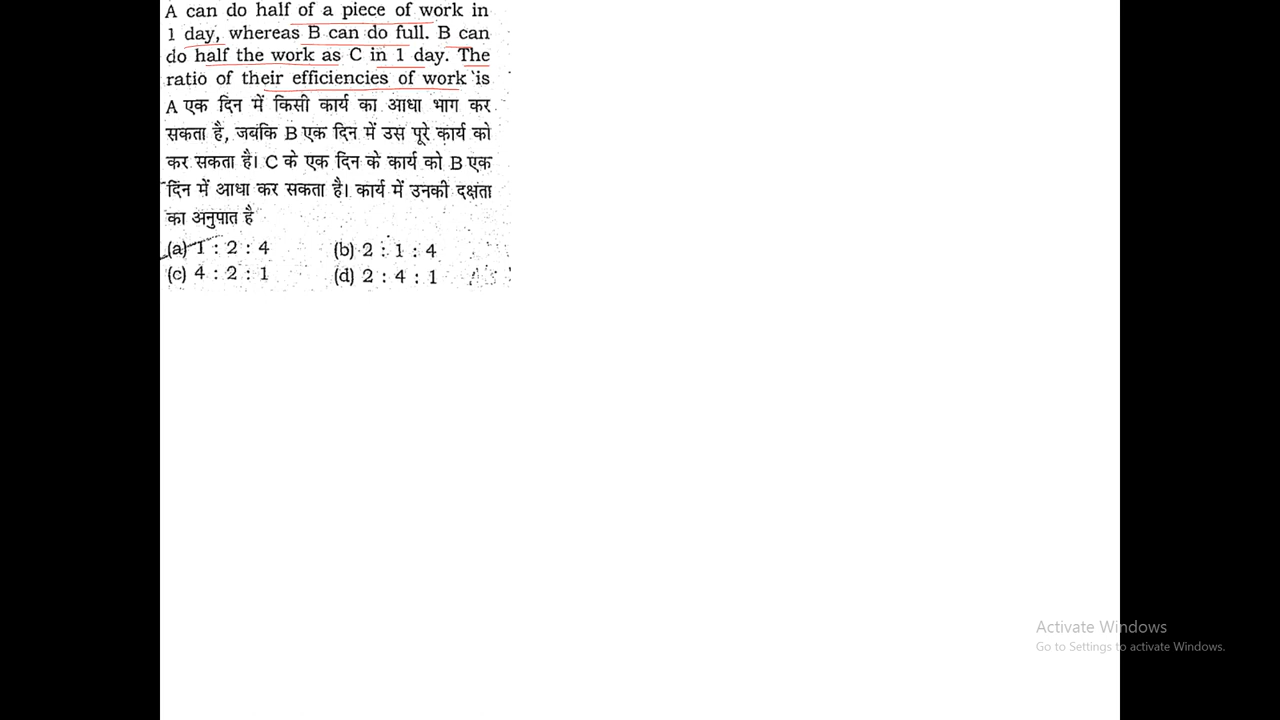 A can do half of a piece of work in
1 day, whereas B can do full. B can
do half the work as C in 1 day. The
ratio of their efficiencies of work is
A एक दिन में किसी कार्य का आधा भाग कर
सकता है, जबकि B एक दिन में उस पूरे कार्य को
कर सकता है। C के एक दिन के कार्य को B एक
दिन में आधा कर सकता है। कार्य में उनकी दक्षता
का अनुपात है
(a) 1 : 2 : 4 (b) 2 : 1 : 4
(c) 4 : 2 : 1 (d) 2 : 4 : 1
Activate Windows
Go to Settings to activate Windows.